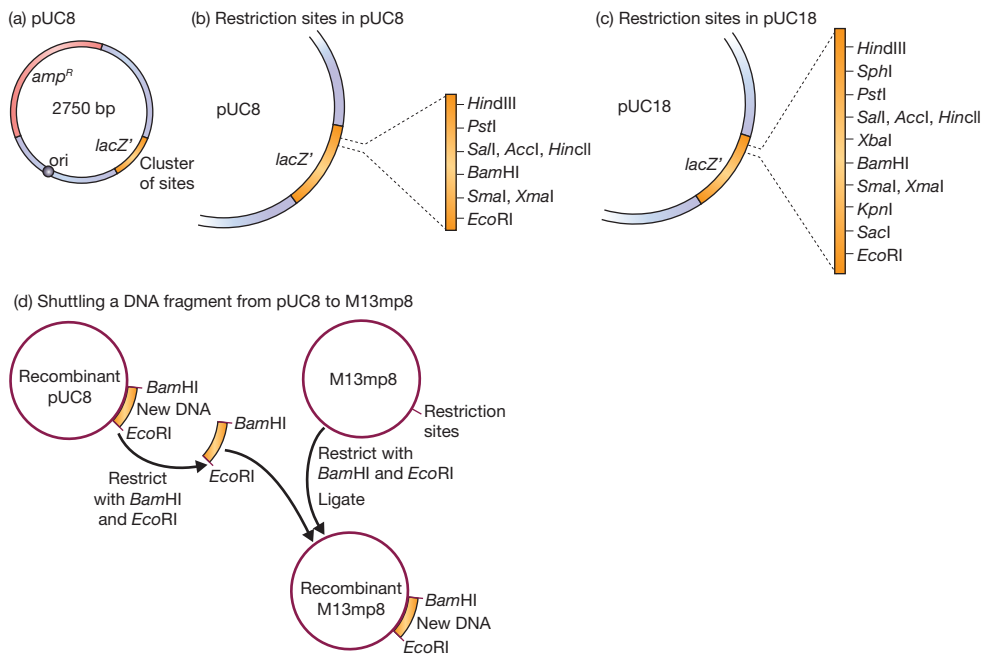 (a) pUC8
amp^R
2750 bp
lacZ'
ori
Cluster
of sites
(b) Restriction sites in pUC8
pUC8
lacZ'
HindIII
PstI
SalI, AccI, HincII
BamHI
SmaI, XmaI
EcoRI
(c) Restriction sites in pUC18
pUC18
lacZ'
HindIII
SphI
PstI
SalI, AccI, HincII
XbaI
BamHI
SmaI, XmaI
KpnI
SacI
EcoRI
(d) Shuttling a DNA fragment from pUC8 to M13mp8
Recombinant
pUC8
BamHI
New DNA
EcoRI
Restrict
with BamHI
and EcoRI
BamHI
EcoRI
M13mp8
Restriction
sites
Restrict with
BamHI and EcoRI
Ligate
Recombinant
M13mp8
BamHI
New DNA
EcoRI